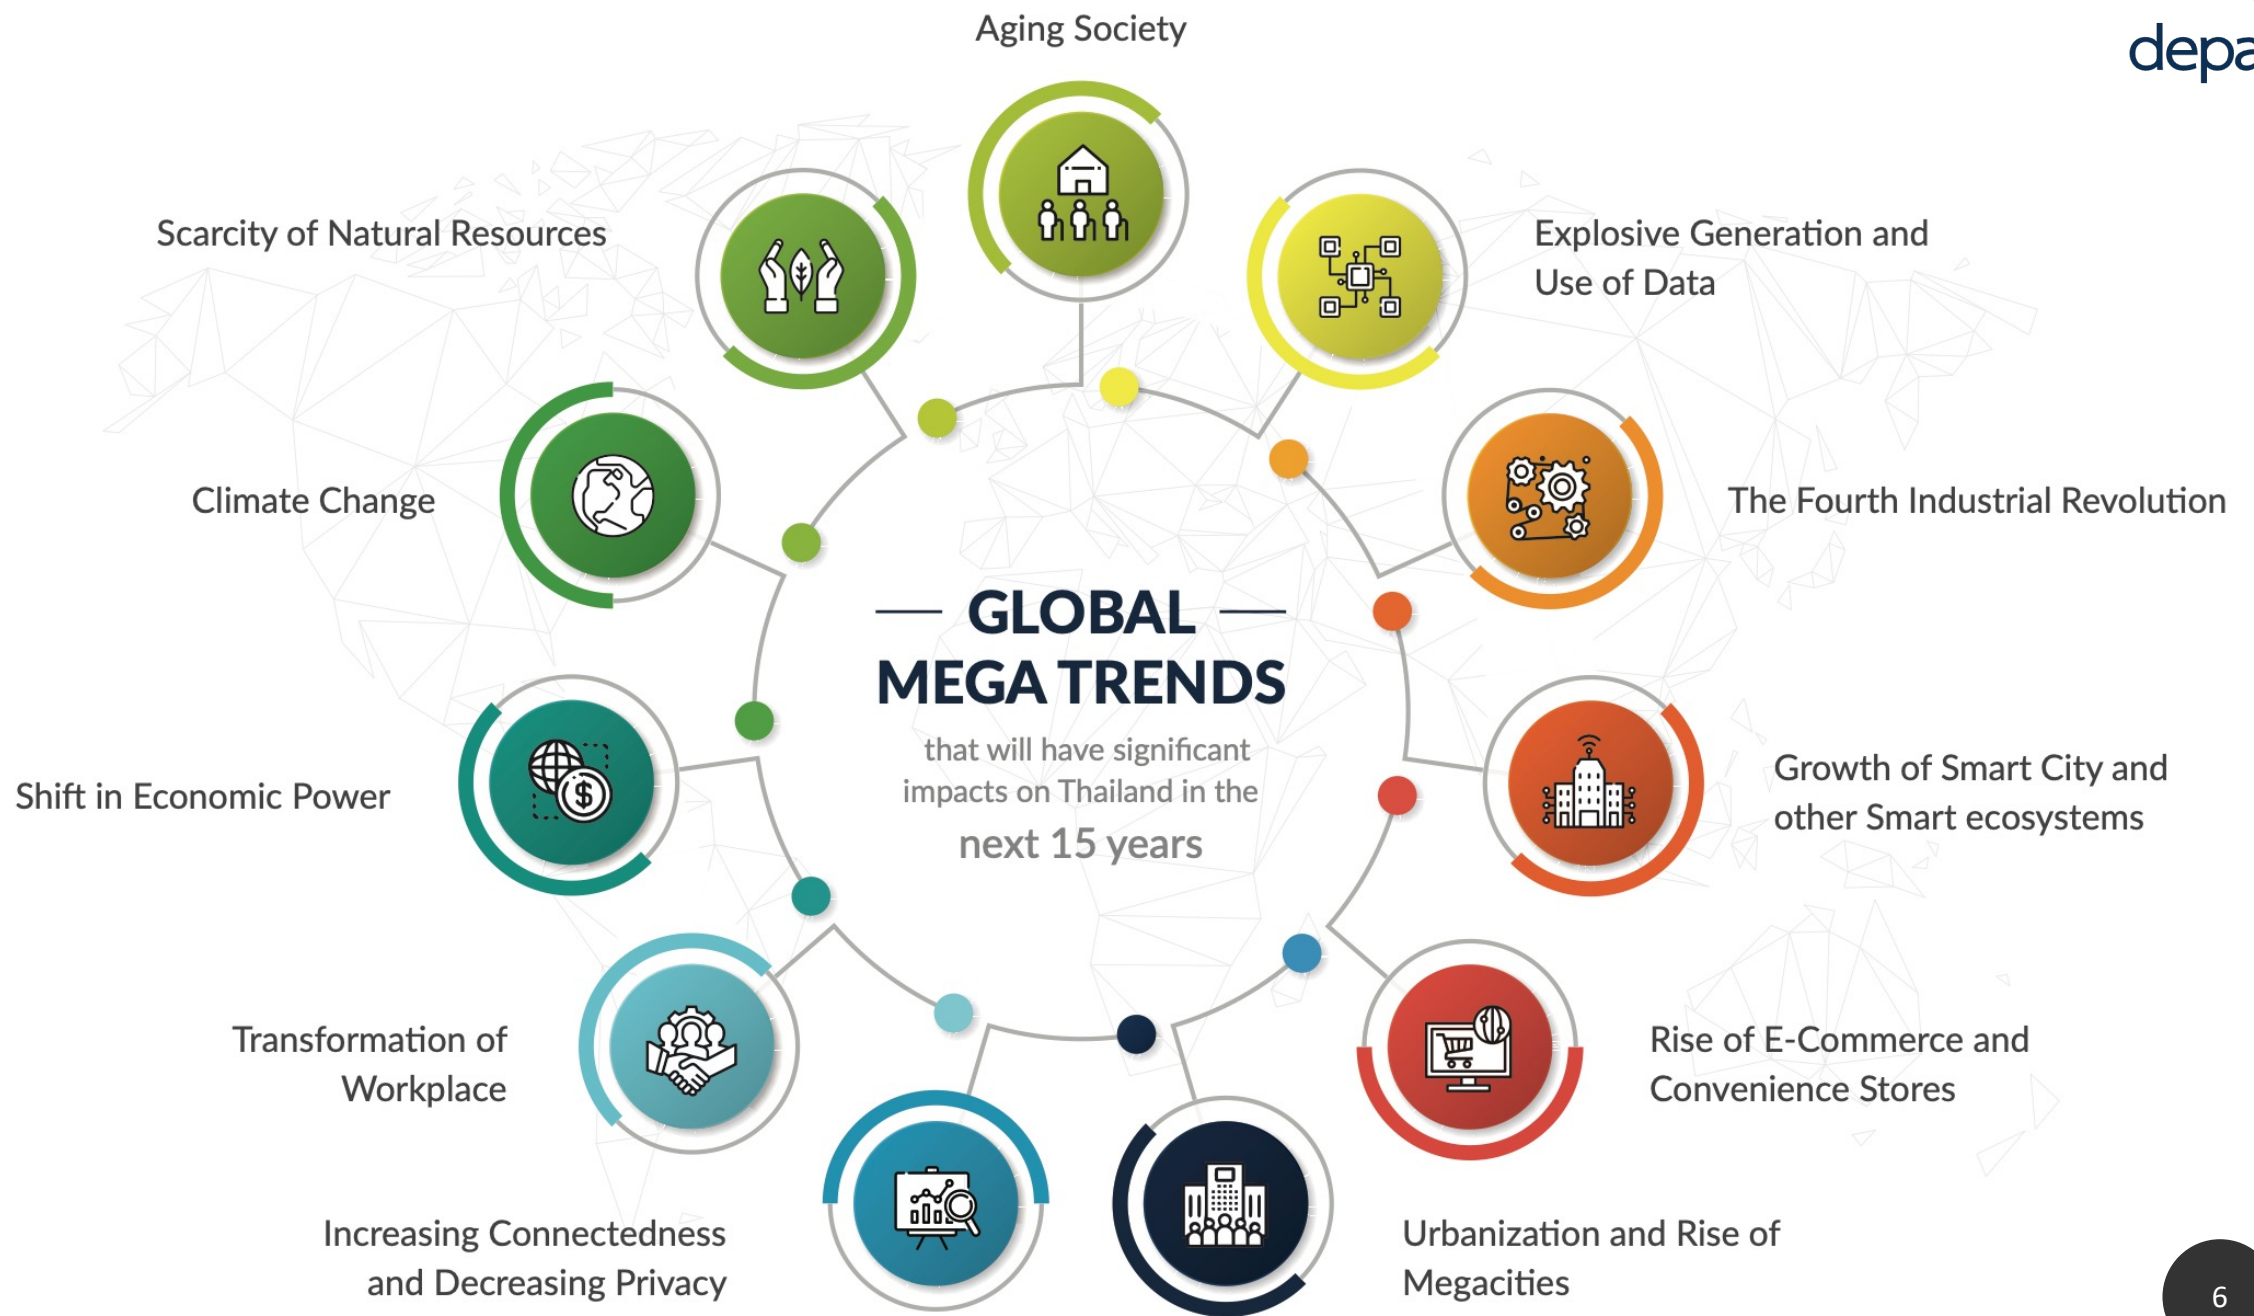 Aging Society
depa
Scarcity of Natural Resources
Explosive Generation and
Use of Data
Climate Change
The Fourth Industrial Revolution
GLOBAL
MEGA TRENDS
that will have significant
impacts on Thailand in the
next 15 years
Shift in Economic Power
$
Growth of Smart City and
other Smart ecosystems
Transformation of
Workplace
Rise of E-Commerce and
Convenience Stores
Increasing Connectedness
and Decreasing Privacy
Urbanization and Rise of
Megacities
6